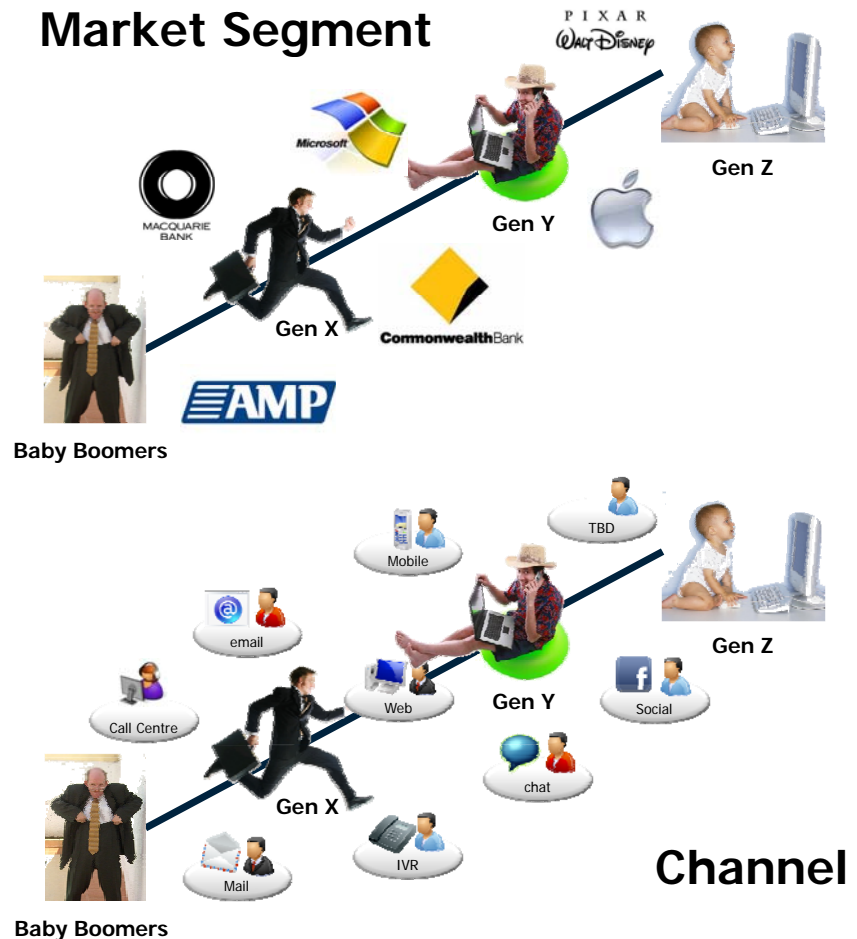 Market Segment
PIXAR
WALT DISNEY
Microsoft
Gen Z
MACQUARIE
BANK
Gen Y
Gen X
CommonwealthBank
AMP
Baby Boomers
TBD
Mobile
@
email
Gen Z
f
Web
Gen Y
Social
Call Centre
chat
Gen X
IVR
Channel
Mail
Baby Boomers